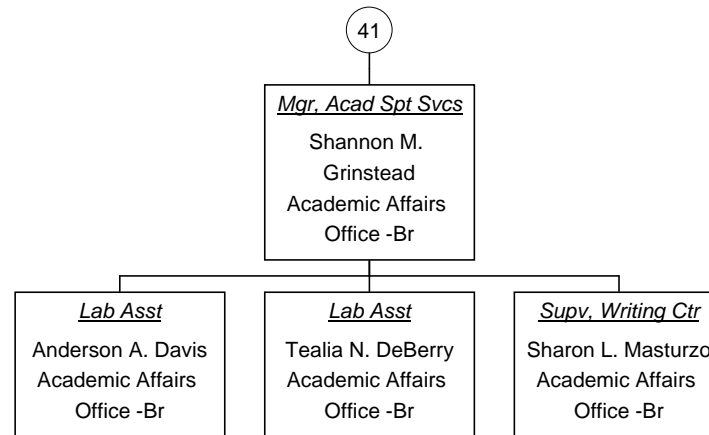 41
Mgr, Acad Spt Svcs
Shannon M.
Grinstead
Academic Affairs
Office -Br
Lab Asst
Anderson A. Davis
Academic Affairs
Office -Br
Lab Asst
Tealia N. DeBerry
Academic Affairs
Office -Br
Supv, Writing Ctr
Sharon L. Masturzo
Academic Affairs
Office -Br